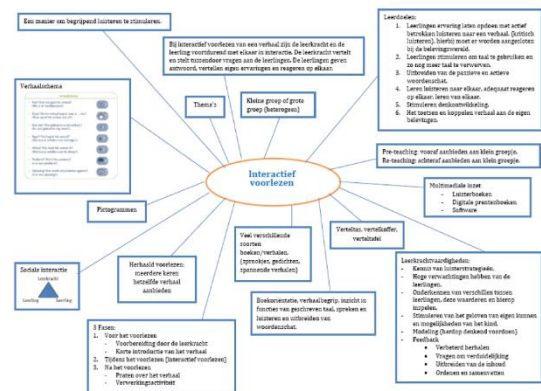 Een manier om begrijpend luisteren te stimuleren.
Bij interactief voorlezen van een verhaal zijn de leerkracht en de
leerling voortdurend met elkaar in interactie. De leerkracht vertelt
en stelt tussendoor vragen aan de leerlingen. De leerlingen geven
antwoord, vertellen eigen ervaringen en reageren op elkaar.
Leerdoelen:
1. Leerlingen ervaring laten opdoen met actief
betrokken luisteren naar een verhaal. (kritisch
luisteren). hierbij moet er worden aangesloten
bij de belevingswereld.
2. Leerlingen stimuleren om taal te gebruiken en
zo nog meer taal te verwerven.
3. Uitbreiden van de passieve en actieve
woordenschat.
4. Leren luisteren naar elkaar, adequaat reageren
op elkaar, leren van elkaar.
5. Stimuleren denkontwikkeling.
6. Het toetsen en koppelen verhaal aan de eigen
belevingen.
Verhaalschema
Thema's
Kleine groep of grote
groep (heterogeen)
Interactief
voorlezen
Pre-teaching: vooraf aanbieden aan klein groepje.
Re-teaching: achteraf aanbieden aan klein groepje.
Multimediale inzet:
- Luisterboeken
- Digitale prentenboeken
- Software
Pictogrammen
Sociale interactie
Leerkracht
Leerling Leerling
Herhaald voorlezen:
meerdere keren
hetzelfde verhaal
aanbieden
Veel verschillende
soorten
boeken/verhalen.
(sprookjes, gedichten,
spannende verhalen)
Verteltas, vertelkoffer,
verteltafel
Boekoriëntatie, verhaalbegrip, inzicht in
functies van geschreven taal, spreken en
luisteren en uitbreiden van
woordenschat.
Leerkrachtvaardigheden:
- Kennis van luisterstrategieën.
- Hoge verwachtingen hebben van de
leerlingen.
- Onderkennen van verschillen tussen
leerlingen, deze waarderen en hierop
inspelen.
- Stimuleren van het geloven van eigen kunnen en
mogelijkheden van het kind.
- Modeling (hardop denkend voordoen)
- Feedback
• Verbeterd herhalen
• Vragen om verduidelijking
• Uitbreiden van de inhoud
• Ordenen en samenvatten
3 Fasen:
1. Voor het voorlezen
- Voorbereiding door de leerkracht
- Korte introductie van het verhaal
2. Tijdens het voorlezen (interactief voorlezen)
3. Na het voorlezen
- Praten over het verhaal
- Verwerkingsactiviteit